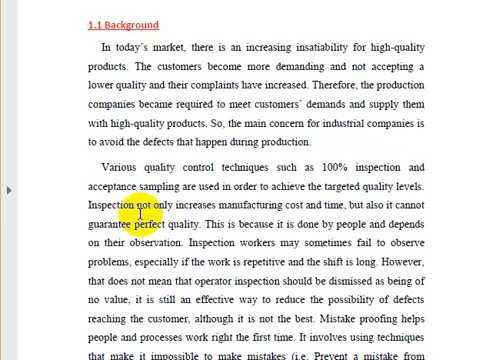 1.1 Background
In today's market, there is an increasing insatiability for high-quality
products. The customers become more demanding and not accepting a
lower quality and their complaints have increased. Therefore, the production
companies became required to meet customers' demands and supply them
with high-quality products. So, the main concern for industrial companies is
to avoid the defects that happen during production.
Various quality control techniques such as 100% inspection and
acceptance sampling are used in order to achieve the targeted quality levels.
Inspection not only increases manufacturing cost and time, but also it cannot
guarantee perfect quality. This is because it is done by people and depends
on their observation. Inspection workers may sometimes fail to observe
problems, especially if the work is repetitive and the shift is long. However,
that does not mean that operator inspection should be dismissed as being of
no value, it is still an effective way to reduce the possibility of defects
reaching the customer, although it is not the best. Mistake proofing helps
people and processes work right the first time. It involves using techniques
that make it impossible to make mistakes (i.e. Prevent a mistake from